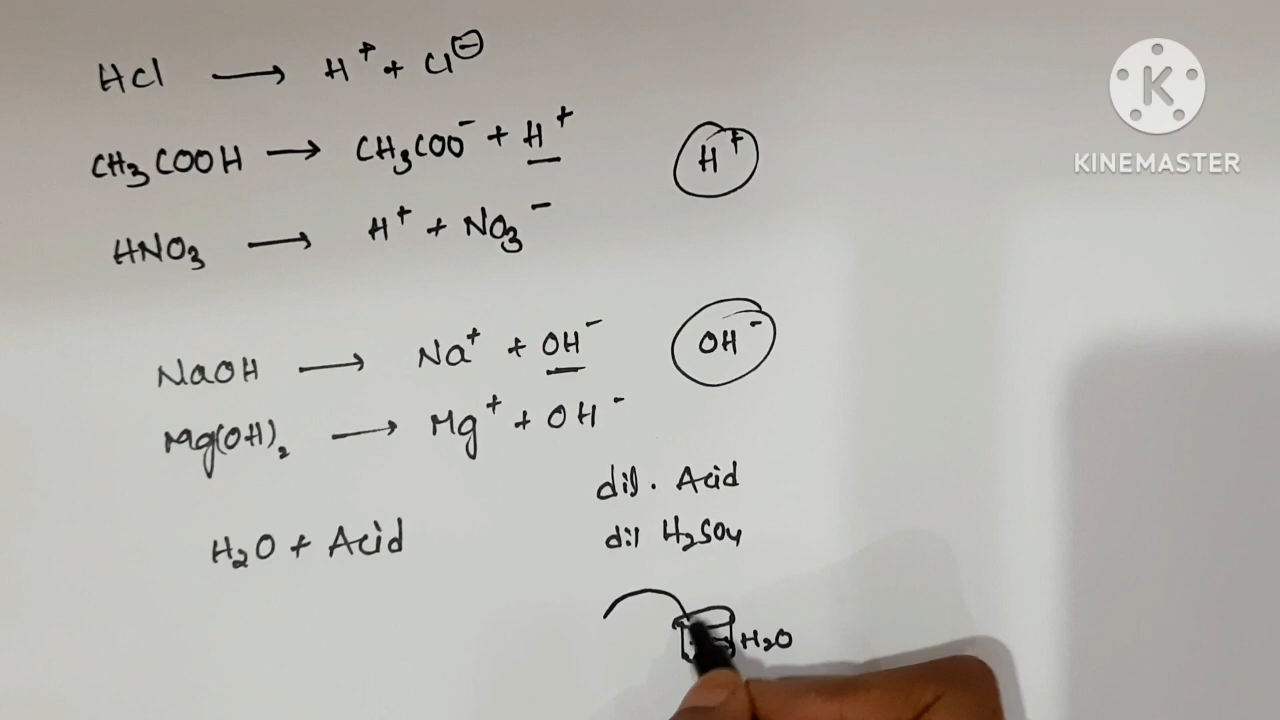 HCl ⟶ H⁺ + Cl⊖
CH₃COOH ⟶ CH₃COO⁻ + H⁺
H⁺
HNO₃ ⟶ H⁺ + NO₃⁻
NaOH ⟶ Na⁺ + OH⁻
OH⁻
Mg(OH)₂ ⟶ Mg⁺ + OH⁻
dil. Acid
H₂O + Acid
dil H₂SO₄
H₂O
K
KINEMASTER